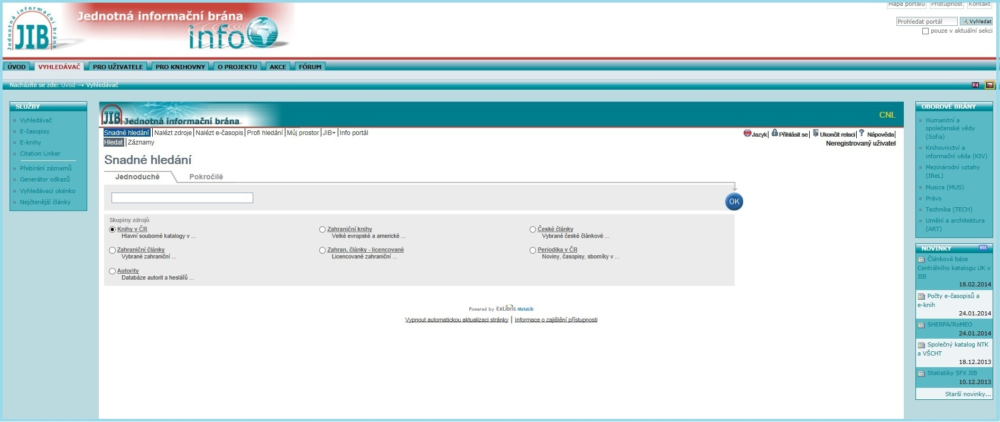 Jednotná informační brána
JIB
Jednotná informační brána
info
Mapa portálu
Přístupnost
Kontakt
Prohledat portál
Vyhledat
pouze v aktuální sekci
ÚVOD
VYHLEDÁVAČ
PRO UŽIVATELE
PRO KNIHOVNY
O PROJEKTU
AKCE
FÓRUM
Nacházíte se zde: Úvod → Vyhledávač
SLUŽBY
Vyhledávač
E-časopisy
E-knihy
Citation Linker
Přebírání záznamů
Generátor odkazů
Vyhledávací okénko
Nejčtenější články
JIB Jednotná informační brána
CNL
Snadné hledání | Nalézt zdroje | Nalézt e-časopis | Profi hledání | Můj prostor | JIB+ | Info portál
Jazyk | Přihlásit se | Ukončit relaci | ? Nápověda |
Hledat | Záznamy
Neregistrovaný uživatel
Snadné hledání
Jednoduché
Pokročilé
OK
Skupiny zdrojů
Knihy v ČR
Hlavní souborné katalogy v ...
Zahraniční knihy
Velké evropské a americké ...
České články
Vybrané české článkové ...
Zahraniční články
Vybrané zahraniční ...
Zahran. články - licencované
Licencované zahraniční ...
Periodika v ČR
Noviny, časopisy, sborníky v ...
Autority
Databáze autorit a heslářů ...
Powered by ExLibris MetaLib
Vypnout automatickou aktualizaci stránky | Informace o zajištění přístupnosti
OBOROVÉ BRÁNY
Humanitní a
společenské vědy
(Sofia)
Knihovnictví a
informační věda (KIV)
Mezinárodní vztahy
(IReL)
Musica (MUS)
Právo
Technika (TECH)
Umění a architektura
(ART)
NOVINKY
RSS
Článková báze
Centrálního katalogu UK v
JIB
18.02.2014
Počty e-časopisů a
e-knih
24.01.2014
SHERPA/RoMEO
24.01.2014
Společný katalog NTK
a VŠCHT
18.12.2013
Statistiky SFX JIB
10.12.2013
Starší novinky...